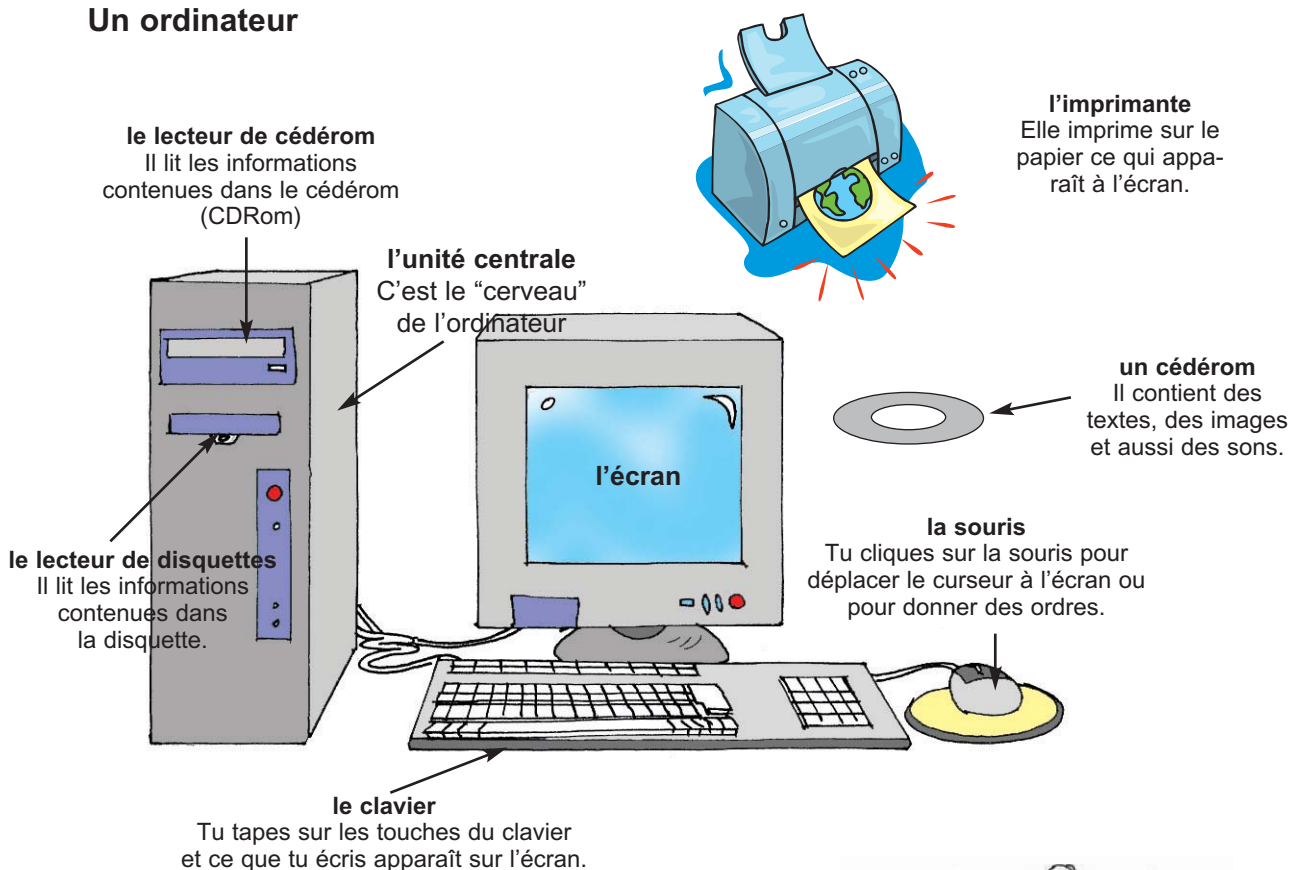 Un ordinateur
le lecteur de cédérom
Il lit les informations
contenues dans le cédérom
(CDRom)
l'imprimante
Elle imprime sur le
papier ce qui appa-
raît à l'écran.
l'unité centrale
C'est le “cerveau”
de l'ordinateur
un cédérom
Il contient des
textes, des images
et aussi des sons.
l'écran
le lecteur de disquettes
Il lit les informations
contenues dans
la disquette.
la souris
Tu cliques sur la souris pour
déplacer le curseur à l'écran ou
pour donner des ordres.
le clavier
Tu tapes sur les touches du clavier
et ce que tu écris apparaît sur l'écran.